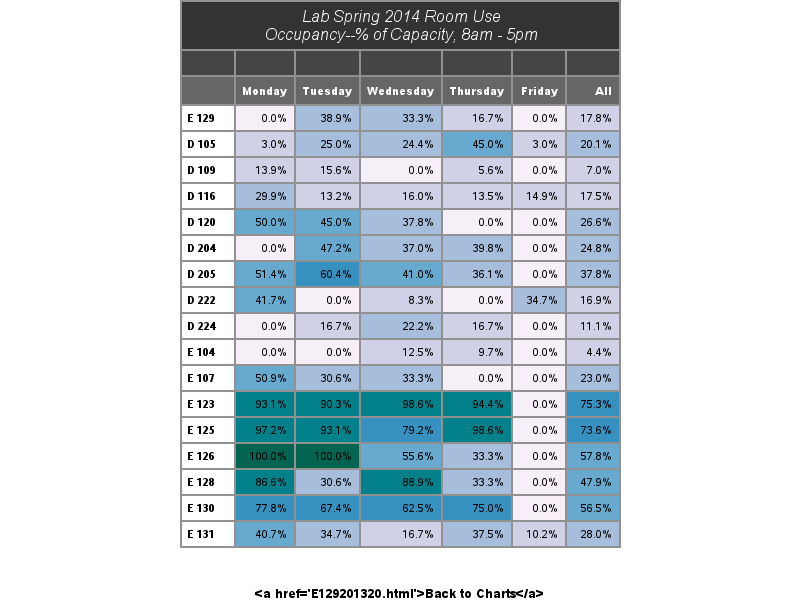 Lab Spring 2014 Room Use
Occupancy--% of Capacity, 8am - 5pm
Monday Tuesday Wednesday Thursday Friday All
E 129 0.0% 38.9% 33.3% 16.7% 0.0% 17.8%
D 105 3.0% 25.0% 24.4% 45.0% 3.0% 20.1%
D 109 13.9% 15.6% 0.0% 5.6% 0.0% 7.0%
D 116 29.9% 13.2% 16.0% 13.5% 14.9% 17.5%
D 120 50.0% 45.0% 37.8% 0.0% 0.0% 26.6%
D 204 0.0% 47.2% 37.0% 39.8% 0.0% 24.8%
D 205 51.4% 60.4% 41.0% 36.1% 0.0% 37.8%
D 222 41.7% 0.0% 8.3% 0.0% 34.7% 16.9%
D 224 0.0% 16.7% 22.2% 16.7% 0.0% 11.1%
E 104 0.0% 0.0% 12.5% 9.7% 0.0% 4.4%
E 107 50.9% 30.6% 33.3% 0.0% 0.0% 23.0%
E 123 93.1% 90.3% 98.6% 94.4% 0.0% 75.3%
E 125 97.2% 93.1% 79.2% 98.6% 0.0% 73.6%
E 126 100.0% 100.0% 55.6% 33.3% 0.0% 57.8%
E 128 86.6% 30.6% 88.9% 33.3% 0.0% 47.9%
E 130 77.8% 67.4% 62.5% 75.0% 0.0% 56.5%
E 131 40.7% 34.7% 16.7% 37.5% 10.2% 28.0%
<a href='E129201320.html'>Back to Charts</a>